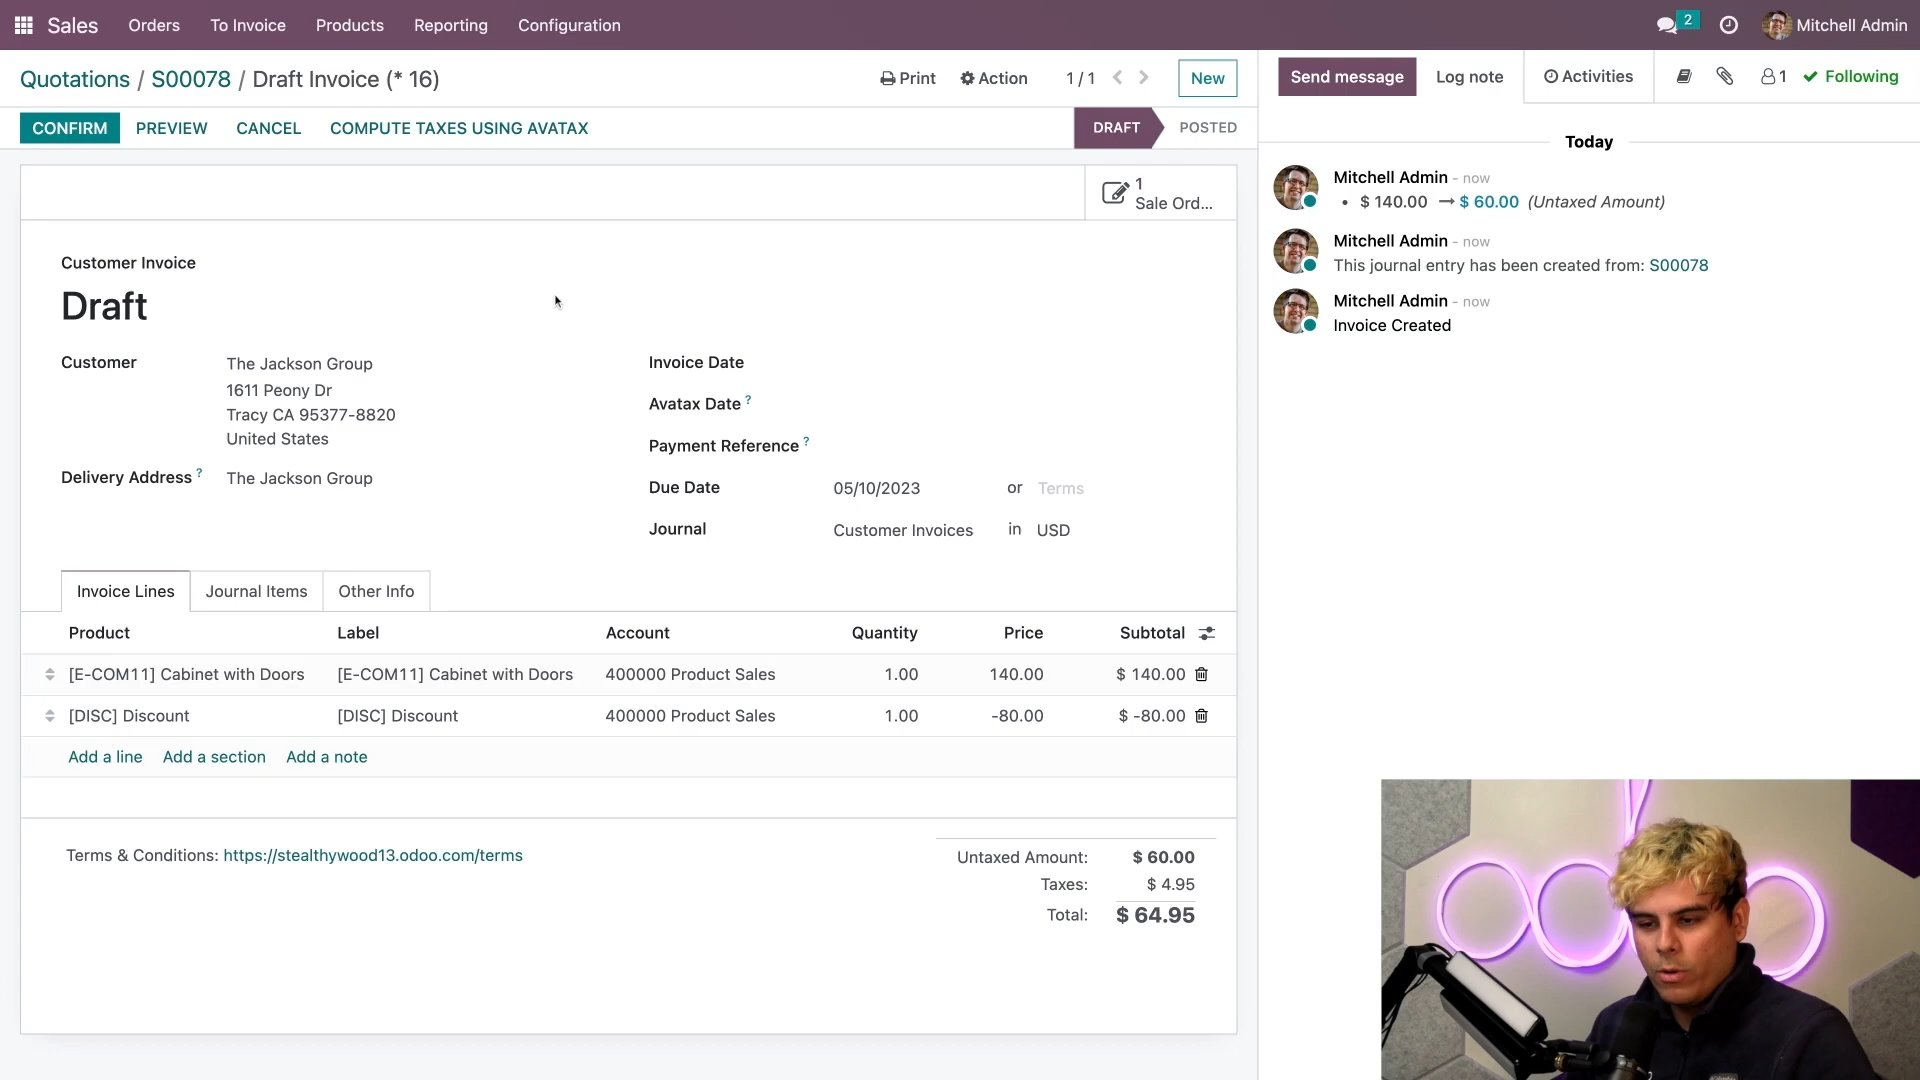 Sales Orders To Invoice Products Reporting Configuration 2 Mitchell Admin
Quotations / S00078 / Draft Invoice (* 16) Print Action 1 / 1 New
CONFIRM PREVIEW CANCEL COMPUTE TAXES USING AVATAX DRAFT POSTED
1
Sale Ord...
Customer Invoice
Draft
Customer The Jackson Group
1611 Peony Dr
Tracy CA 95377-8820
United States
Delivery Address ? The Jackson Group
Invoice Date
Avatax Date ?
Payment Reference ?
Due Date 05/10/2023 or Terms
Journal Customer Invoices in USD
Invoice Lines Journal Items Other Info
Product Label Account Quantity Price Subtotal
[E-COM11] Cabinet with Doors [E-COM11] Cabinet with Doors 400000 Product Sales 1.00 140.00 $ 140.00
[DISC] Discount [DISC] Discount 400000 Product Sales 1.00 -80.00 $ -80.00
Add a line Add a section Add a note
Terms & Conditions: https://stealthywood13.odoo.com/terms
Untaxed Amount: $ 60.00
Taxes: $ 4.95
Total: $ 64.95
Send message Log note Activities 1 Following
Today
Mitchell Admin - now
• $ 140.00 → $ 60.00 (Untaxed Amount)
Mitchell Admin - now
This journal entry has been created from: S00078
Mitchell Admin - now
Invoice Created
odoo